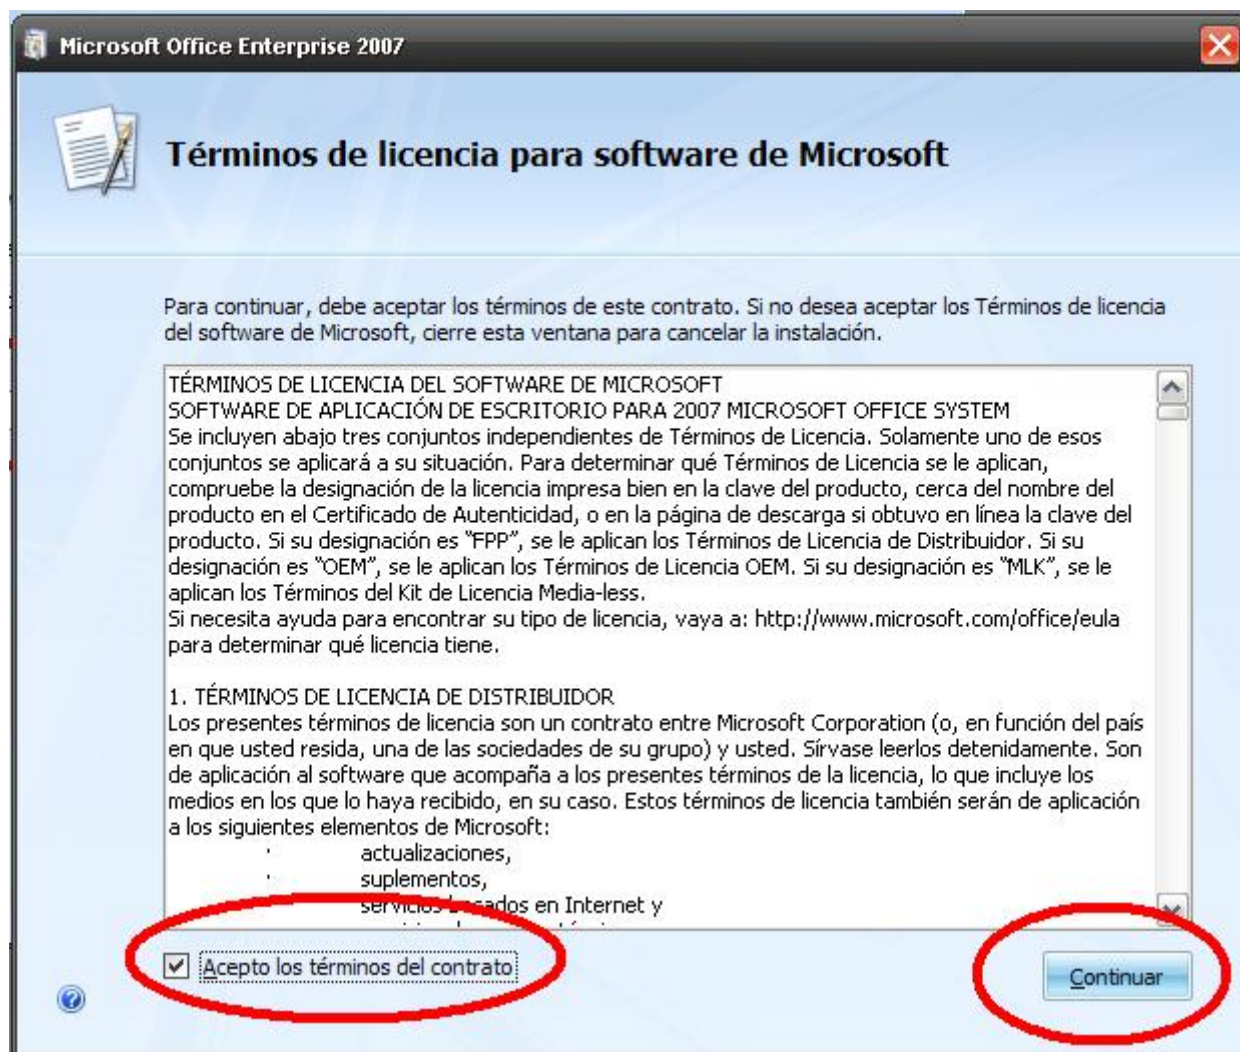 Microsoft Office Enterprise 2007
Términos de licencia para software de Microsoft
Para continuar, debe aceptar los términos de este contrato. Si no desea aceptar los Términos de licencia
del software de Microsoft, cierre esta ventana para cancelar la instalación.
TÉRMINOS DE LICENCIA DEL SOFTWARE DE MICROSOFT
SOFTWARE DE APLICACIÓN DE ESCRITORIO PARA 2007 MICROSOFT OFFICE SYSTEM
Se incluyen abajo tres conjuntos independientes de Términos de Licencia. Solamente uno de esos
conjuntos se aplicará a su situación. Para determinar qué Términos de Licencia se le aplican,
compruebe la designación de la licencia impresa bien en la clave del producto, cerca del nombre del
producto en el Certificado de Autenticidad, o en la página de descarga si obtuvo en línea la clave del
producto. Si su designación es "FPP", se le aplican los Términos de Licencia de Distribuidor. Si su
designación es "OEM", se le aplican los Términos de Licencia OEM. Si su designación es "MLK", se le
aplican los Términos del Kit de Licencia Media-less.
Si necesita ayuda para encontrar su tipo de licencia, vaya a: http://www.microsoft.com/office/eula
para determinar qué licencia tiene.
1. TÉRMINOS DE LICENCIA DE DISTRIBUIDOR
Los presentes términos de licencia son un contrato entre Microsoft Corporation (o, en función del país
en que usted resida, una de las sociedades de su grupo) y usted. Sírvase leerlos detenidamente. Son
de aplicación al software que acompaña a los presentes términos de la licencia, lo que incluye los
medios en los que lo haya recibido, en su caso. Estos términos de licencia también serán de aplicación
a los siguientes elementos de Microsoft:
· actualizaciones,
· suplementos,
servicios basados en Internet y
Acepto los términos del contrato
Continuar